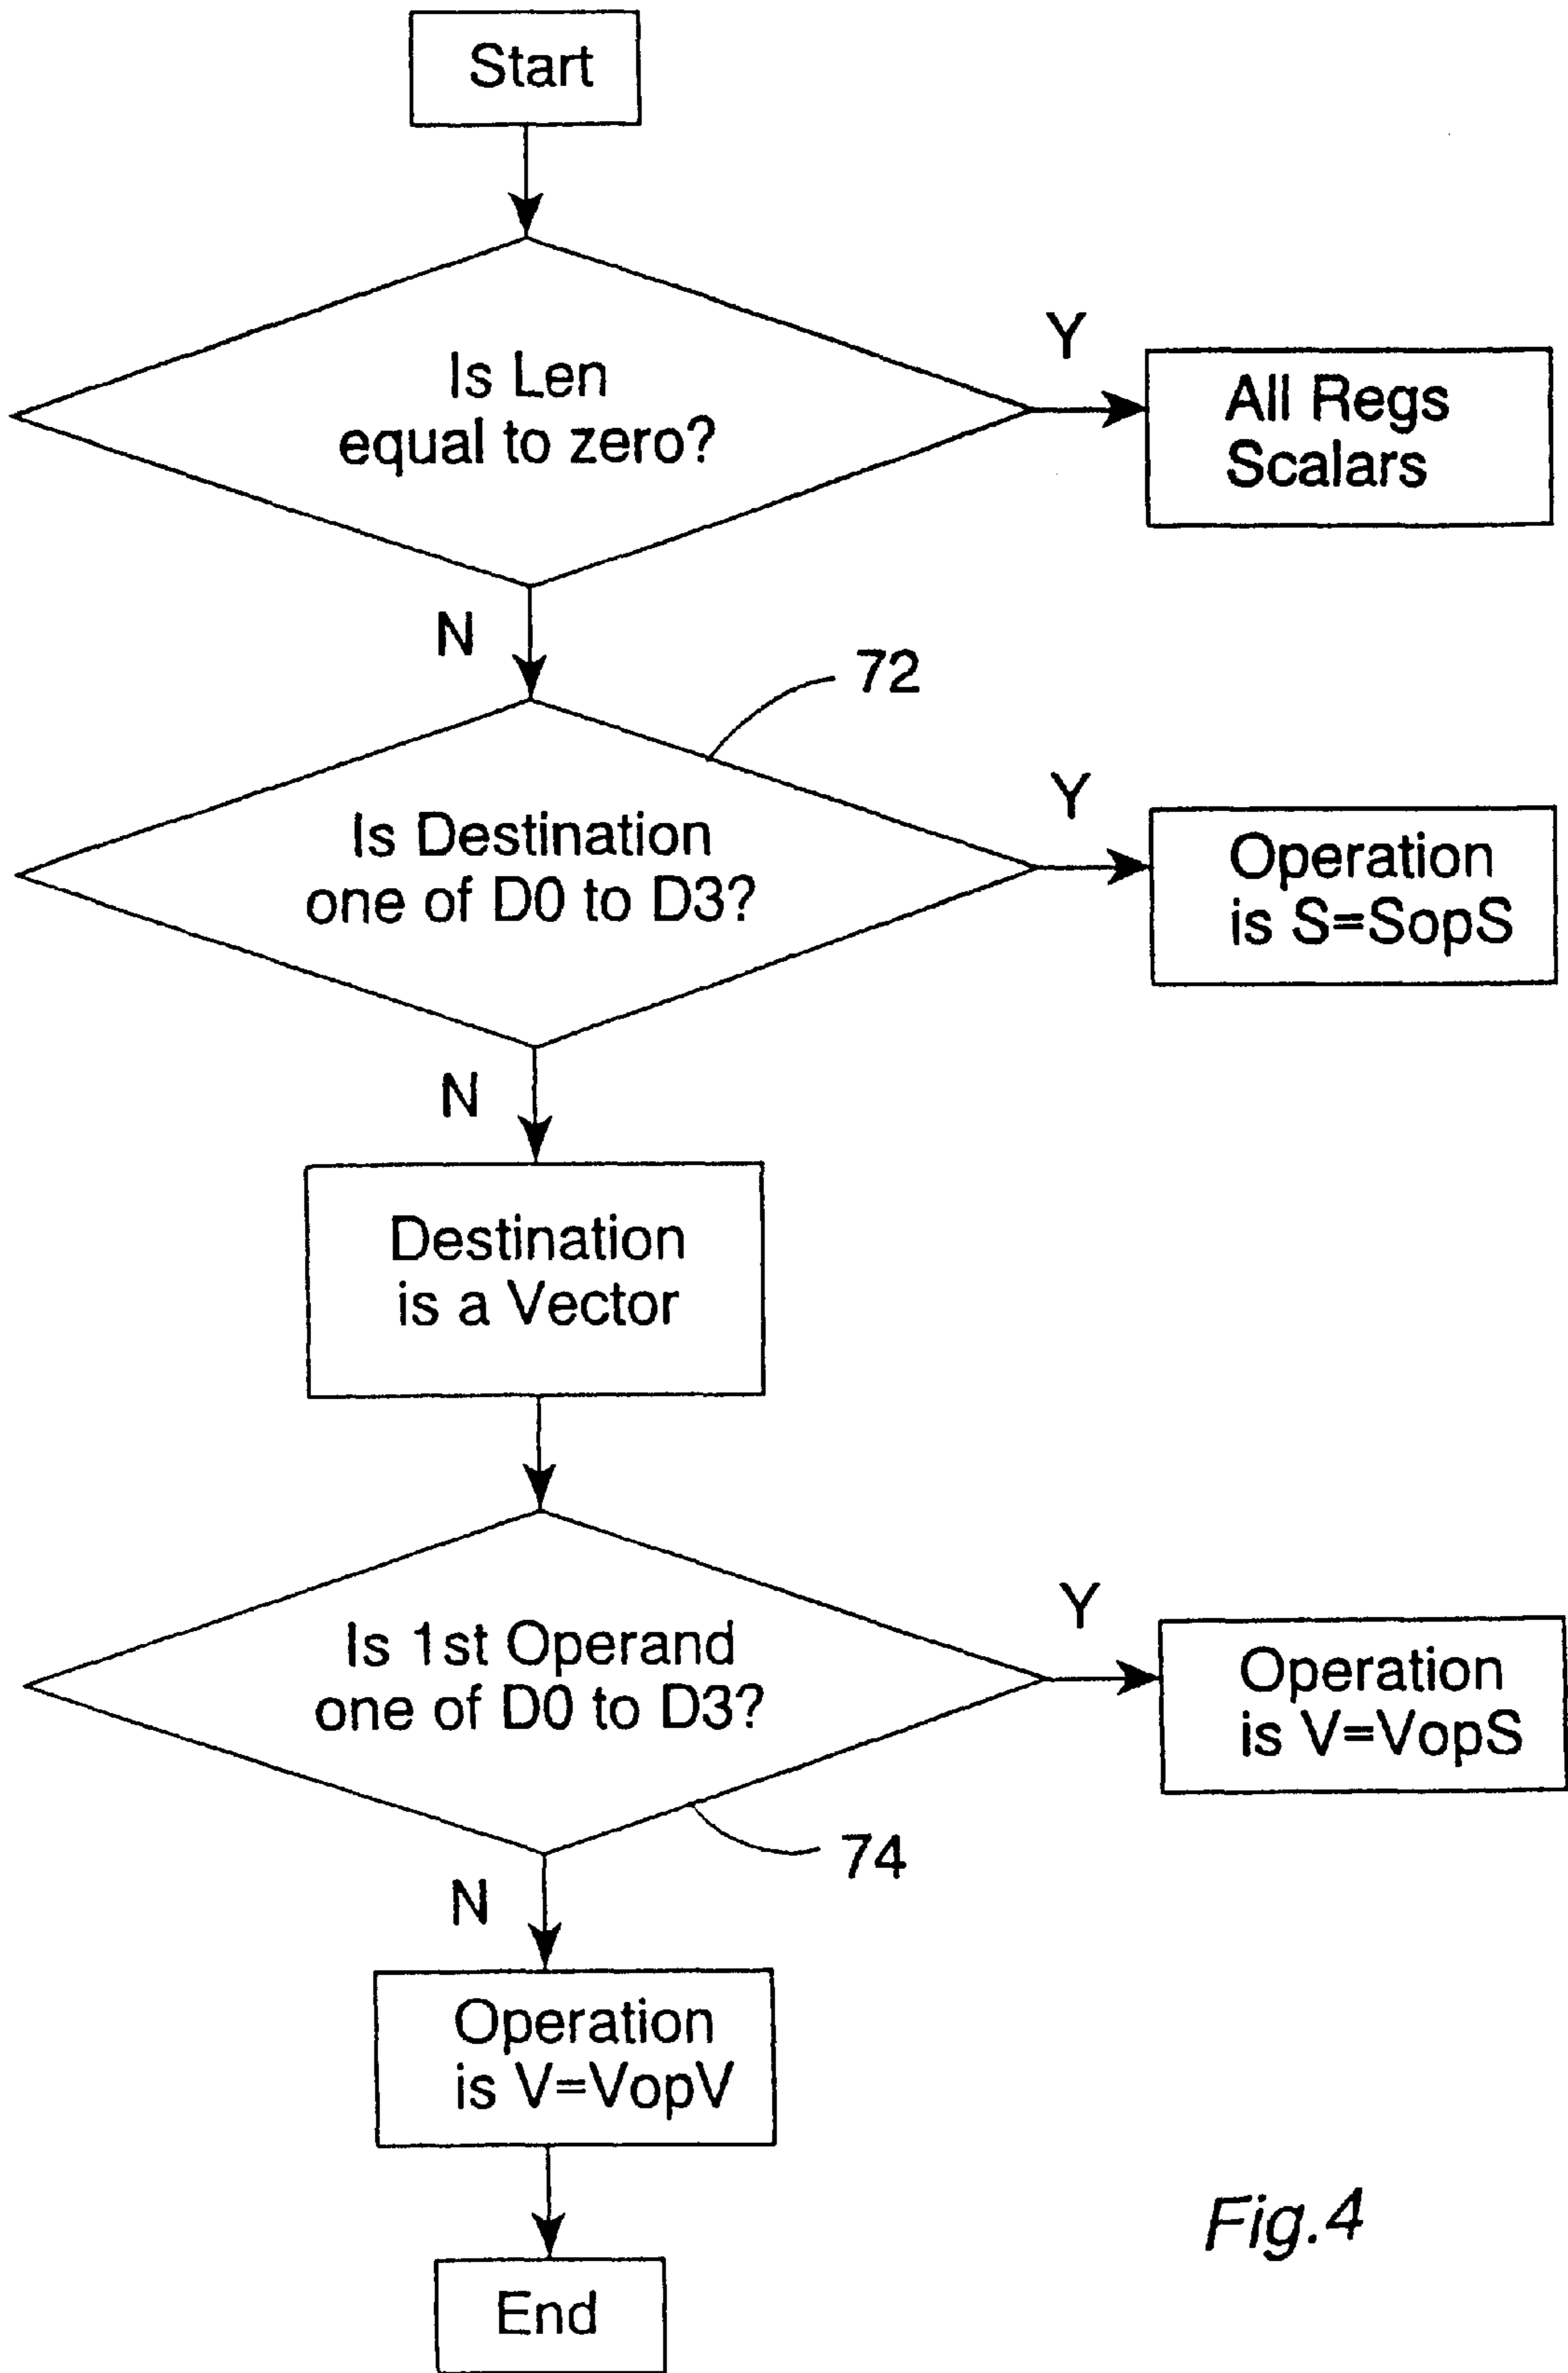 Start
Is Len
equal to zero?
Y
All Regs
Scalars
N
72
Is Destination
one of D0 to D3?
Y
Operation
is S=SopS
N
Destination
is a Vector
Is 1st Operand
one of D0 to D3?
Y
Operation
is V=VopS
74
N
Operation
is V=VopV
End
Fig.4